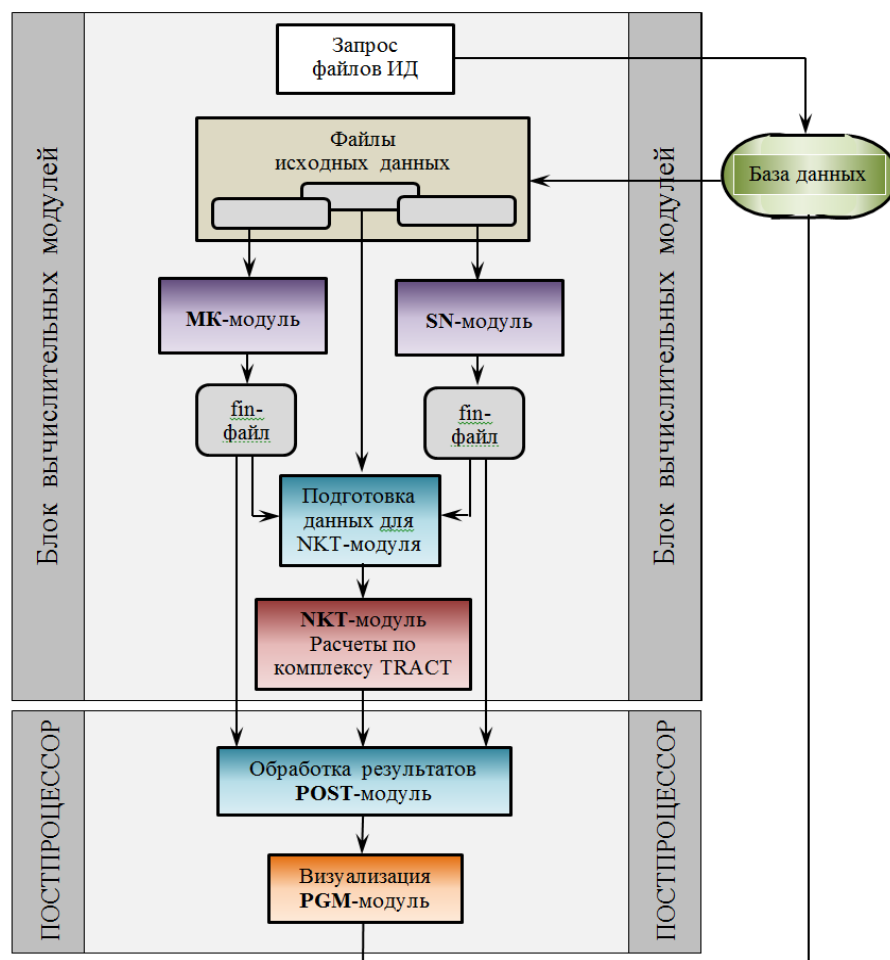 Запрос
файлов ИД
Файлы
исходных данных
База данных
МК-модуль
SN-модуль
fin-
файл
fin-
файл
Подготовка
данных для
NKT-модуля
NKT-модуль
Расчеты по
комплексу TRACT
Блок вычислительных модулей
Блок вычислительных модулей
Обработка результатов
POST-модуль
Визуализация
PGM-модуль
ПОСТПРОЦЕССОР
ПОСТПРОЦЕССОР